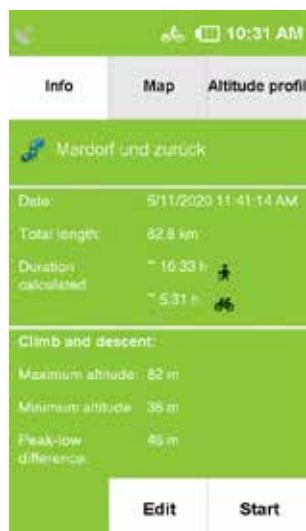 10:31 AM
Info Map Altitude profil
Mardorf und zurück
Date: 5/11/2020 11:41:14 AM
Total length: 82.8 km
Duration calculated ~ 16:33 h
~ 5:31 h
Climb and descent:
Maximum altitude: 82 m
Minimum altitude 36 m
Peak-low difference: 45 m
Edit Start